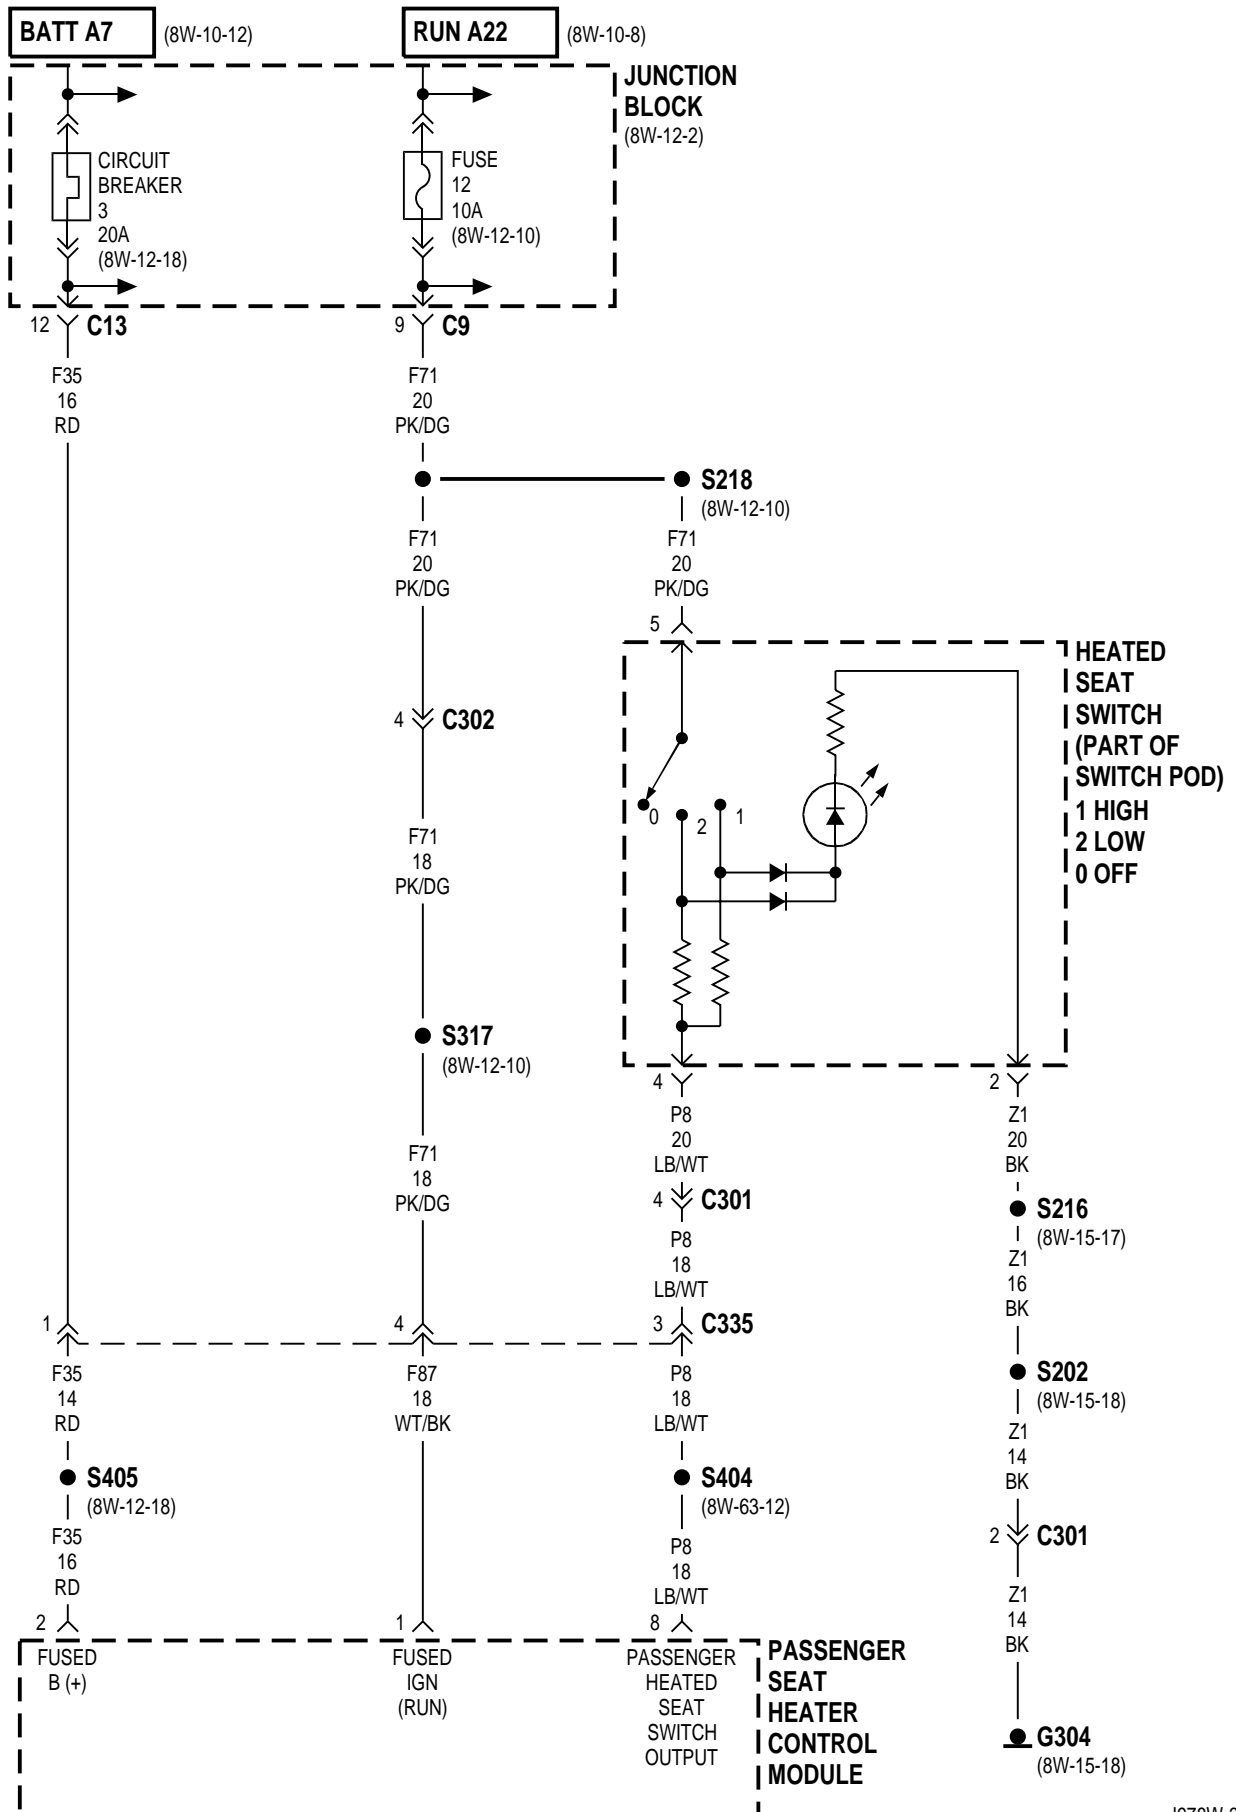 BATT A7 (8W-10-12)
RUN A22 (8W-10-8)
JUNCTION
BLOCK
(8W-12-2)
CIRCUIT
BREAKER
3
20A
(8W-12-18)
FUSE
12
10A
(8W-12-10)
12 C13
9 C9
F35
16
RD
F71
20
PK/DG
S218
(8W-12-10)
F71
20
PK/DG
F71
20
PK/DG
5
HEATED
SEAT
SWITCH
(PART OF
SWITCH POD)
1 HIGH
2 LOW
0 OFF
4 C302
0 2 1
F71
18
PK/DG
S317
(8W-12-10)
F71
18
PK/DG
4
2
P8
20
LB/WT
Z1
20
BK
4 C301
S216
(8W-15-17)
P8
18
LB/WT
Z1
16
BK
1
4
3 C335
F35
14
RD
F87
18
WT/BK
P8
18
LB/WT
S202
(8W-15-18)
Z1
14
BK
S405
(8W-12-18)
S404
(8W-63-12)
2 C301
F35
16
RD
P8
18
LB/WT
Z1
14
BK
2
1
8
FUSED
B (+)
FUSED
IGN
(RUN)
PASSENGER
HEATED
SEAT
SWITCH
OUTPUT
PASSENGER
SEAT
HEATER
CONTROL
MODULE
G304
(8W-15-18)